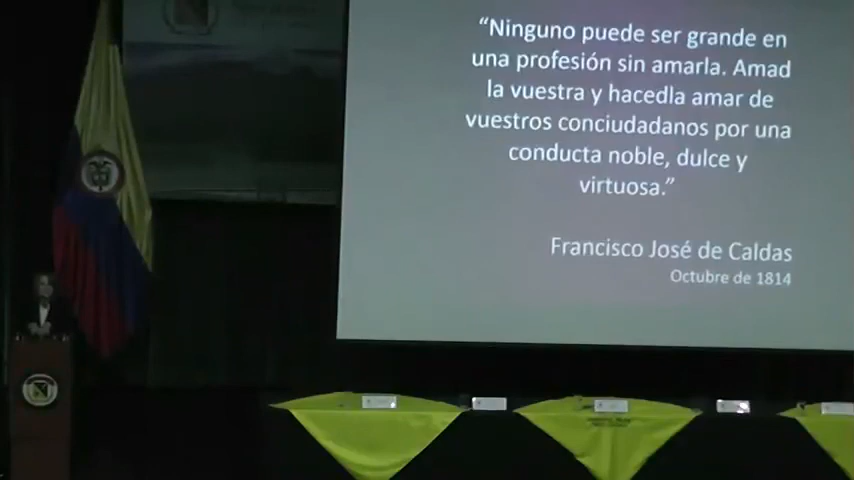 “Ninguno puede ser grande en
una profesión sin amarla. Amad
la vuestra y hacedla amar de
vuestros conciudadanos por una
conducta noble, dulce y
virtuosa.”
Francisco José de Caldas
Octubre de 1814